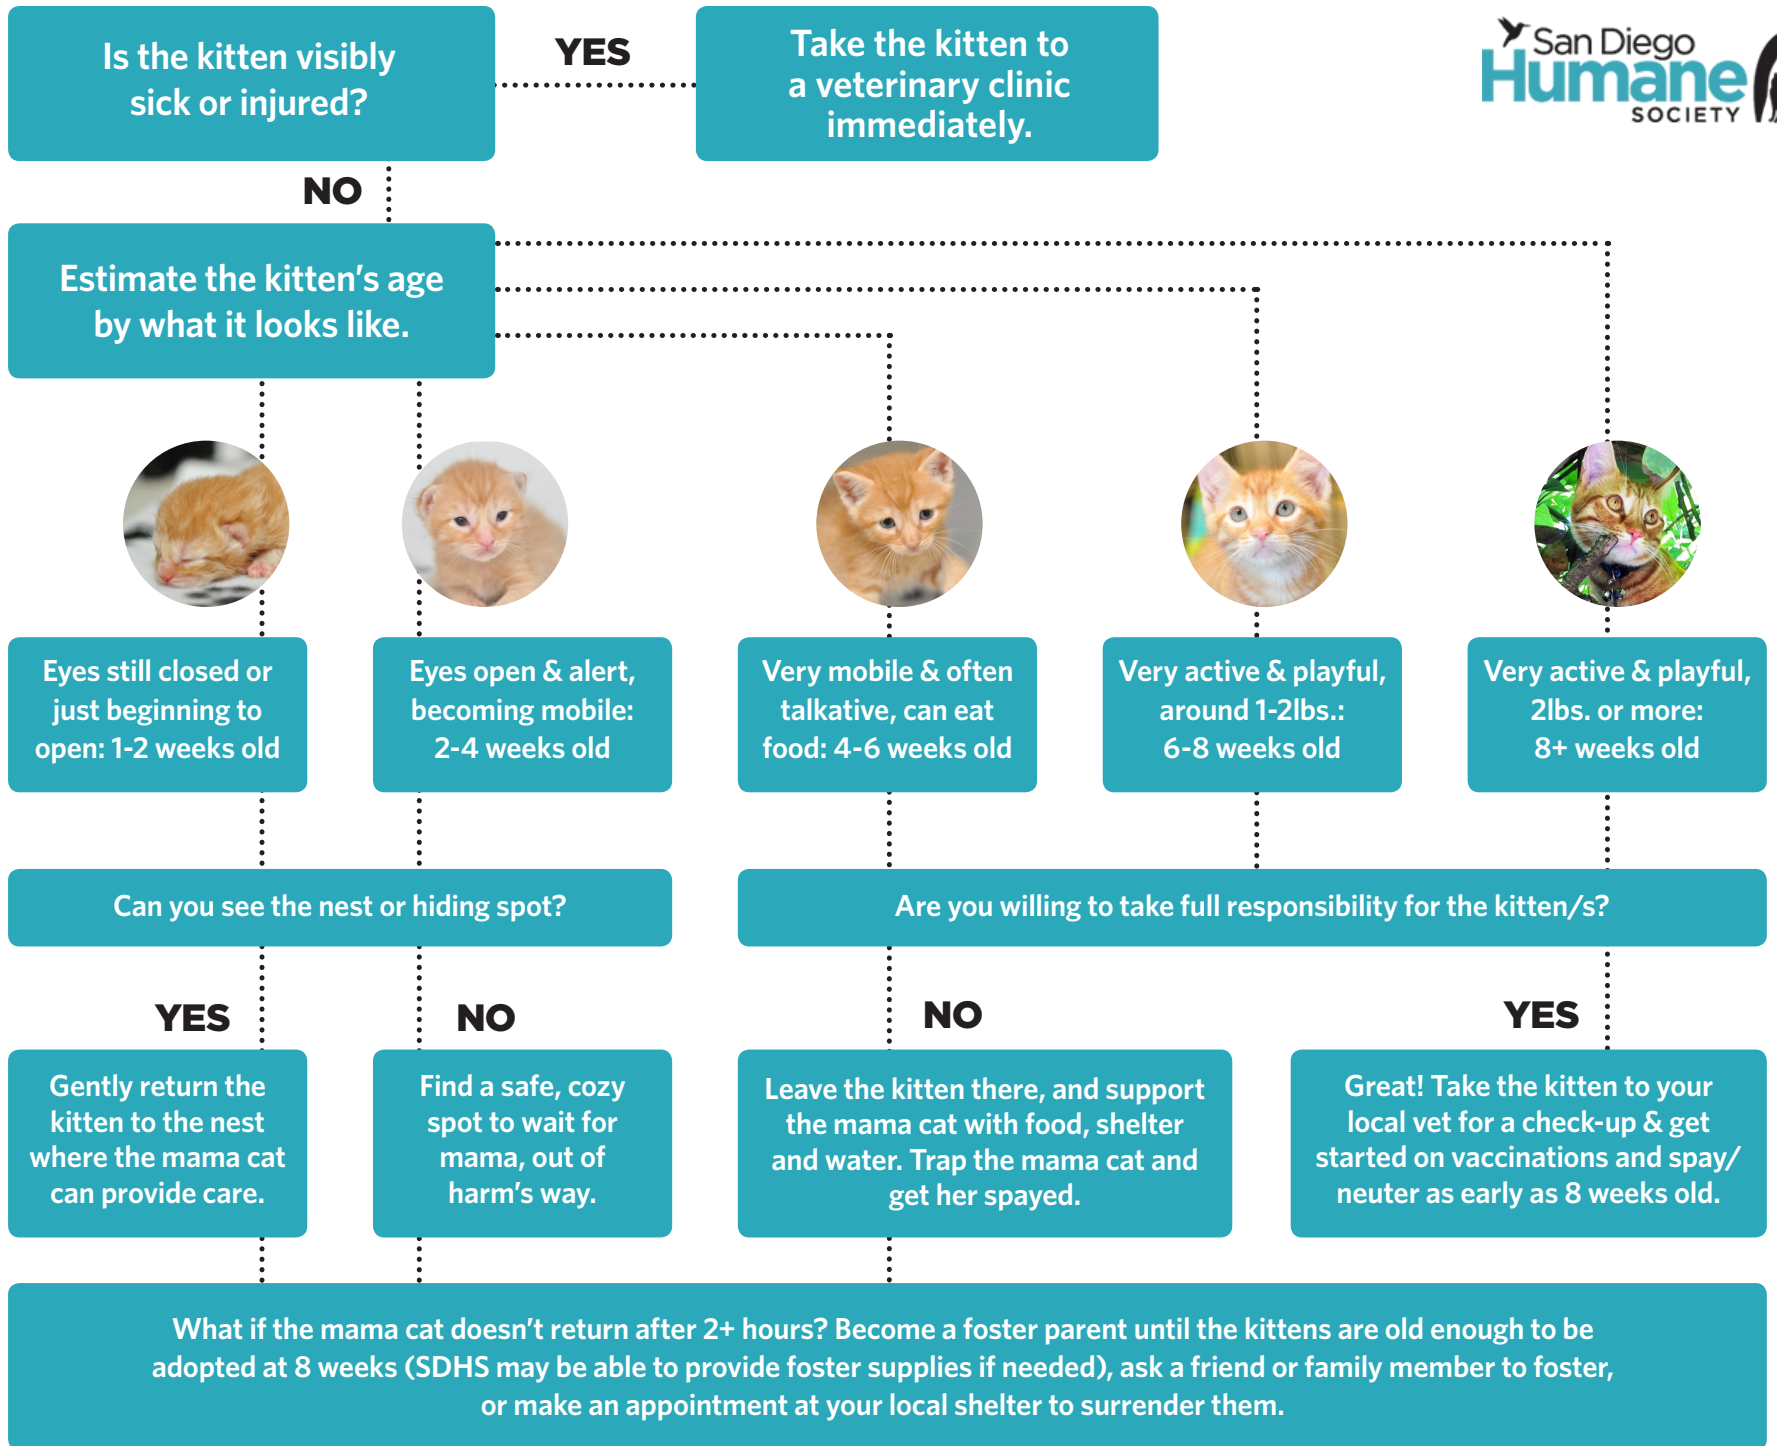 Is the kitten visibly
sick or injured?
YES
Take the kitten to
a veterinary clinic
immediately.
San Diego
Humane
SOCIETY
NO
Estimate the kitten's age
by what it looks like.
Eyes still closed or
just beginning to
open: 1-2 weeks old
Eyes open & alert,
becoming mobile:
2-4 weeks old
Very mobile & often
talkative, can eat
food: 4-6 weeks old
Very active & playful,
around 1-2lbs.:
6-8 weeks old
Very active & playful,
2lbs. or more:
8+ weeks old
Can you see the nest or hiding spot?
Are you willing to take full responsibility for the kitten/s?
YES
NO
NO
YES
Gently return the
kitten to the nest
where the mama cat
can provide care.
Find a safe, cozy
spot to wait for
mama, out of
harm's way.
Leave the kitten there, and support
the mama cat with food, shelter
and water. Trap the mama cat and
get her spayed.
Great! Take the kitten to your
local vet for a check-up & get
started on vaccinations and spay/
neuter as early as 8 weeks old.
What if the mama cat doesn't return after 2+ hours? Become a foster parent until the kittens are old enough to be
adopted at 8 weeks (SDHS may be able to provide foster supplies if needed), ask a friend or family member to foster,
or make an appointment at your local shelter to surrender them.